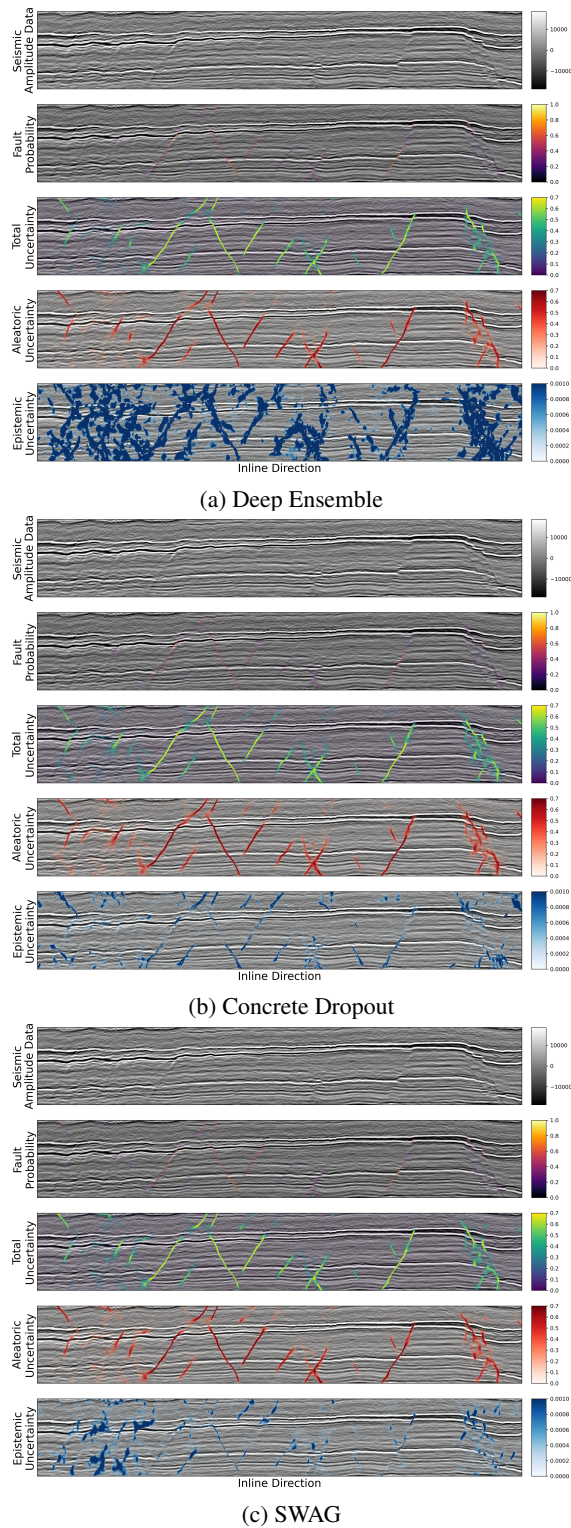 Seismic
Amplitude Data
10000
0
−10000
Fault
Probability
1.0
0.8
0.6
0.4
0.2
0.0
Total
Uncertainty
0.7
0.6
0.5
0.4
0.3
0.2
0.1
0.0
Aleatoric
Uncertainty
0.7
0.6
0.5
0.4
0.3
0.2
0.1
0.0
Epistemic
Uncertainty
0.0010
0.0008
0.0006
0.0004
0.0002
0.0000
Inline Direction
(a) Deep Ensemble
Seismic
Amplitude Data
10000
0
−10000
Fault
Probability
1.0
0.8
0.6
0.4
0.2
0.0
Total
Uncertainty
0.7
0.6
0.5
0.4
0.3
0.2
0.1
0.0
Aleatoric
Uncertainty
0.7
0.6
0.5
0.4
0.3
0.2
0.1
0.0
Epistemic
Uncertainty
0.0010
0.0008
0.0006
0.0004
0.0002
0.0000
Inline Direction
(b) Concrete Dropout
Seismic
Amplitude Data
10000
0
−10000
Fault
Probability
1.0
0.8
0.6
0.4
0.2
0.0
Total
Uncertainty
0.7
0.6
0.5
0.4
0.3
0.2
0.1
0.0
Aleatoric
Uncertainty
0.7
0.6
0.5
0.4
0.3
0.2
0.1
0.0
Epistemic
Uncertainty
0.0010
0.0008
0.0006
0.0004
0.0002
0.0000
Inline Direction
(c) SWAG